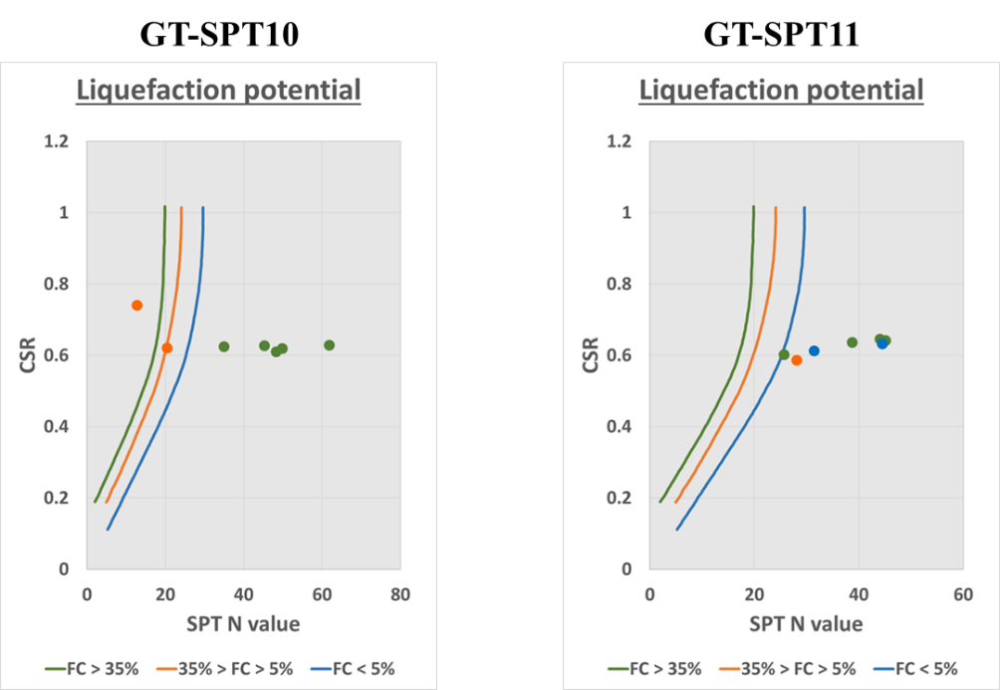 GT-SPT10
Liquefaction potential
1.2
1
0.8
0.6
0.4
0.2
0
CSR
0 20 40 60 80
SPT N value
FC > 35% 35% > FC > 5% FC < 5%
GT-SPT11
Liquefaction potential
1.2
1
0.8
0.6
0.4
0.2
0
CSR
0 20 40 60
SPT N value
FC > 35% 35% > FC > 5% FC < 5%